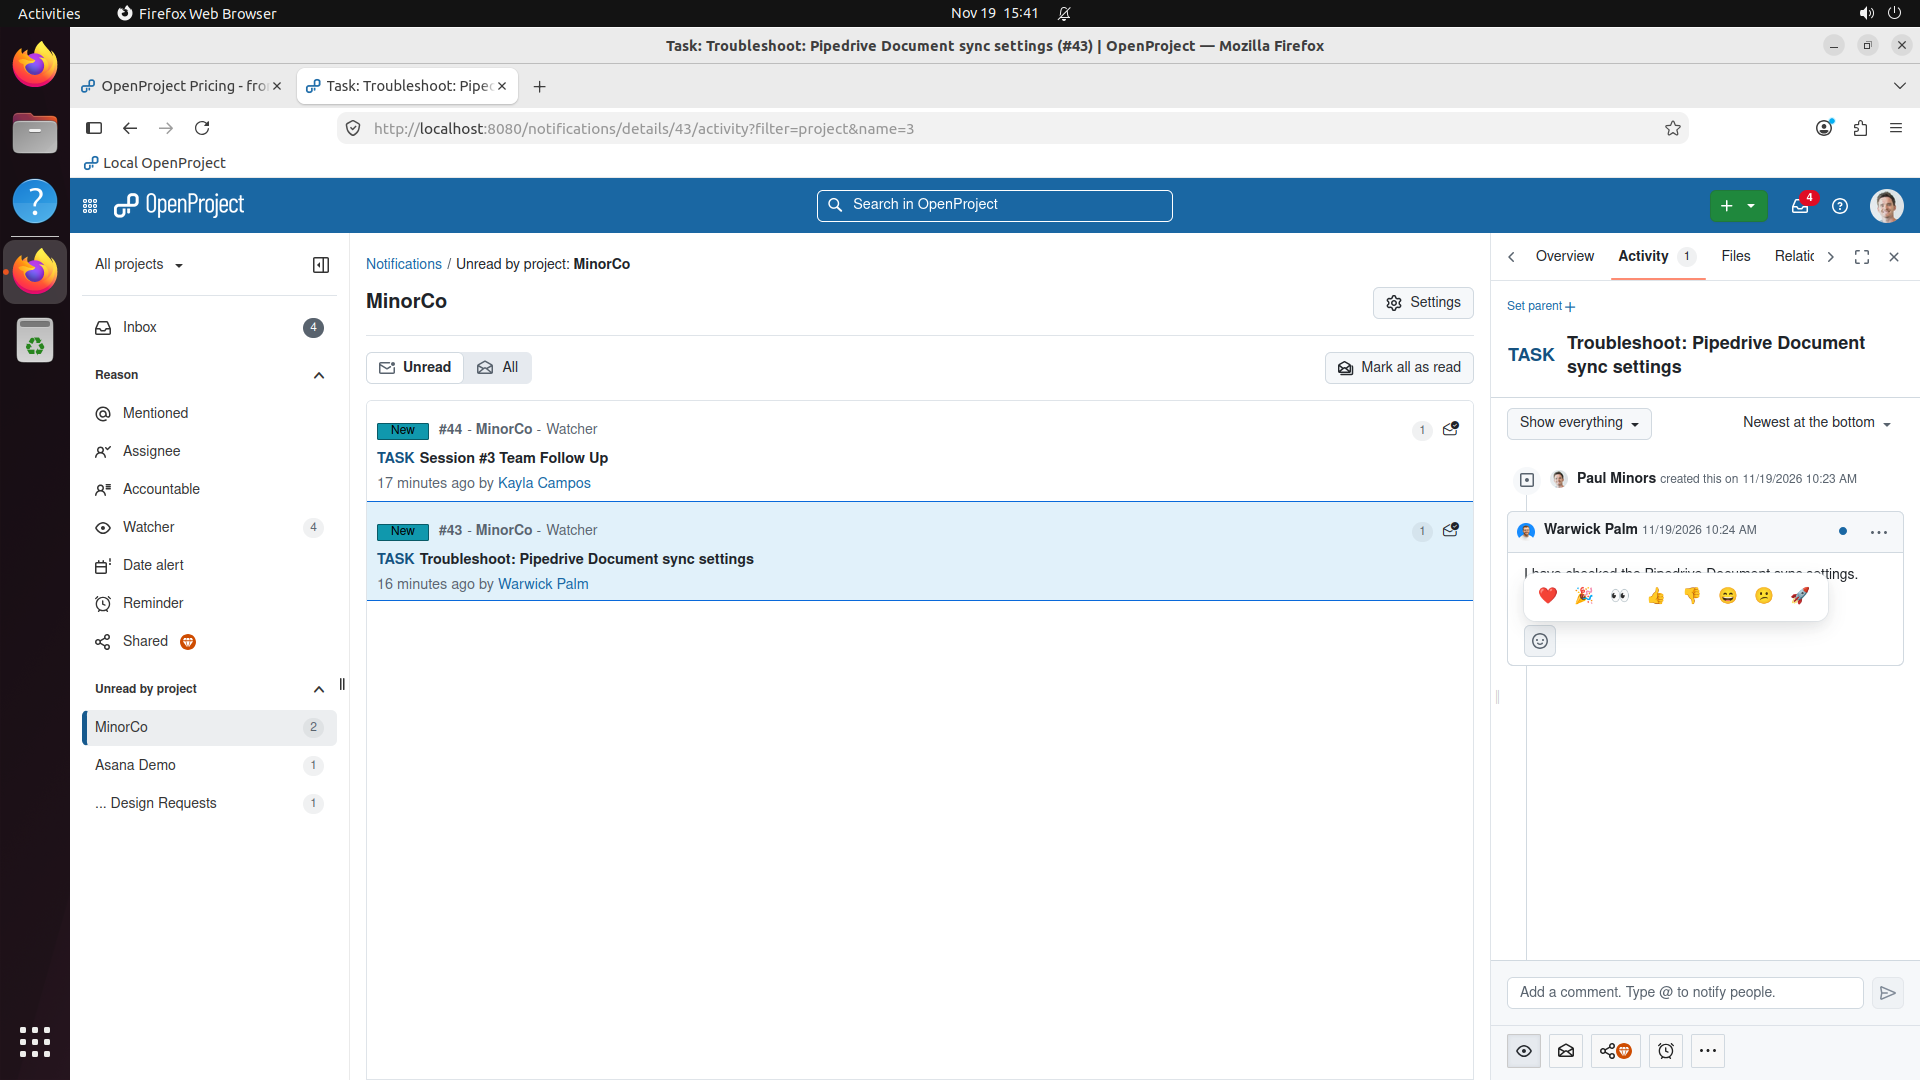 Activities
Firefox Web Browser
Nov 19 15:41
Task: Troubleshoot: Pipedrive Document sync settings (#43) | OpenProject — Mozilla Firefox
OpenProject Pricing - fro
Task: Troubleshoot: Pipe
http://localhost:8080/notifications/details/43/activity?filter=project&name=3
Local OpenProject
OpenProject
Search in OpenProject
4
All projects
Inbox 4
Reason
Mentioned
Assignee
Accountable
Watcher 4
Date alert
Reminder
Shared
Unread by project
MinorCo 2
Asana Demo 1
... Design Requests 1
Notifications / Unread by project: MinorCo
MinorCo
Settings
Unread
All
Mark all as read
New #44 - MinorCo - Watcher 1
TASK Session #3 Team Follow Up
17 minutes ago by Kayla Campos
New #43 - MinorCo - Watcher 1
TASK Troubleshoot: Pipedrive Document sync settings
16 minutes ago by Warwick Palm
Overview
Activity 1
Files
Relatic
Set parent +
TASK Troubleshoot: Pipedrive Document
sync settings
Show everything
Newest at the bottom
Paul Minors created this on 11/19/2026 10:23 AM
Warwick Palm 11/19/2026 10:24 AM
I have checked the Pipedrive Document sync settings.
Add a comment. Type @ to notify people.